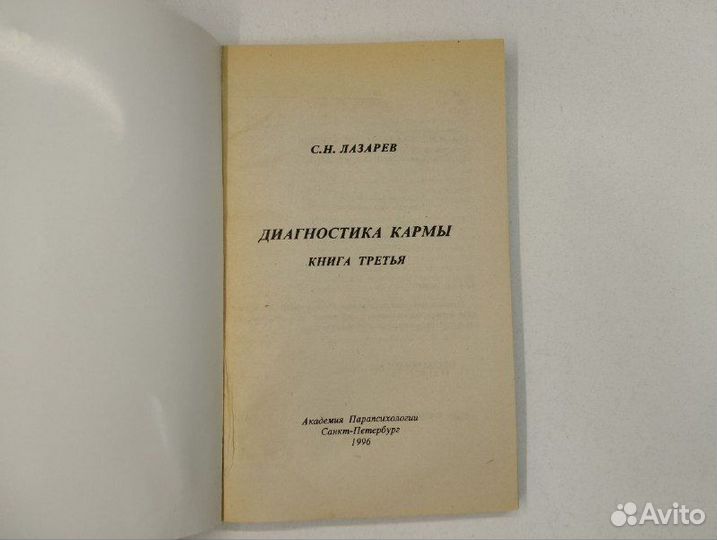 С.Н. ЛАЗАРЕВ
ДИАГНОСТИКА КАРМЫ
КНИГА ТРЕТЬЯ
Академия Парапсихологии
Санкт-Петербург
1996
Avito